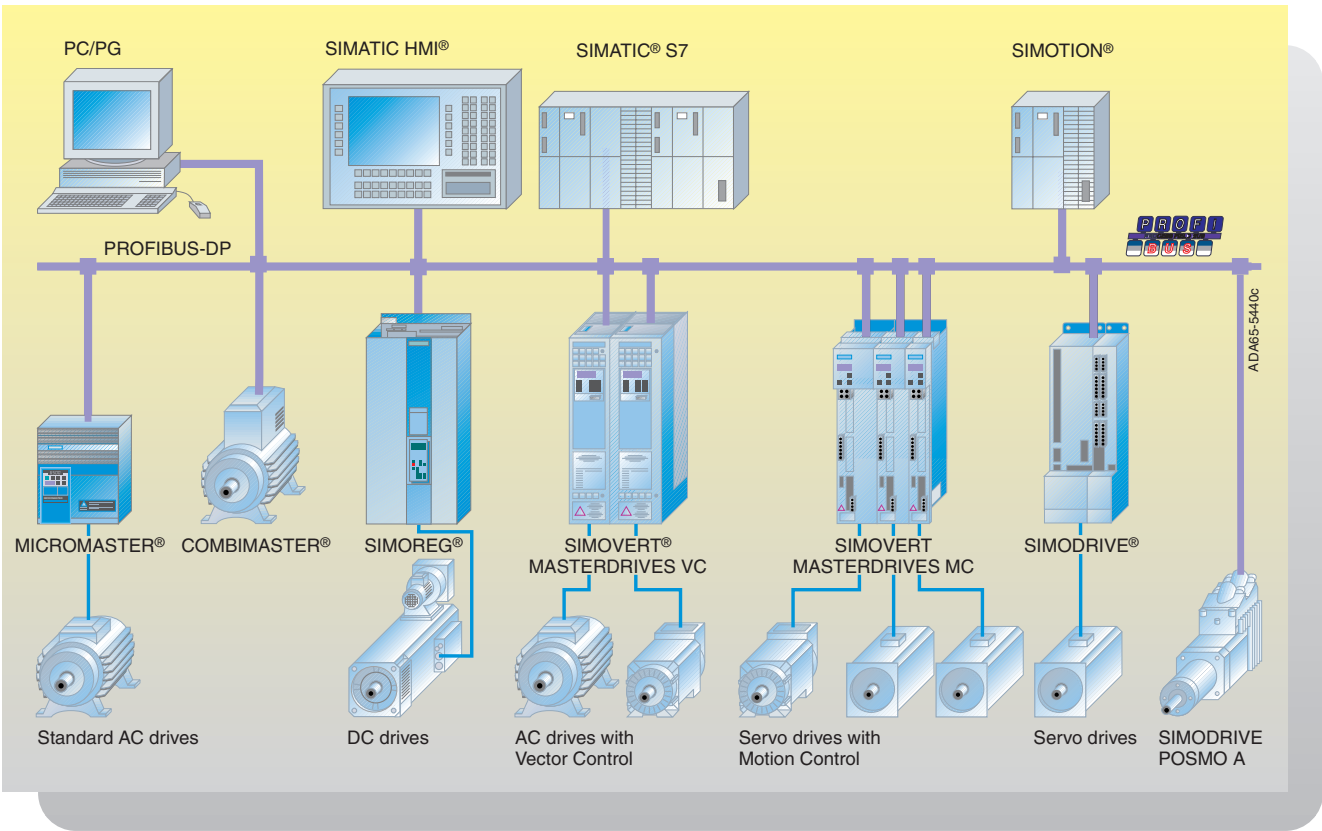 PC/PG
SIMATIC HMI®
SIMATIC® S7
SIMOTION®
PROFIBUS-DP
PROFI
BUS
ADA65-5440c
MICROMASTER®
COMBIMASTER®
SIMOREG®
SIMOVERT®
MASTERDRIVES VC
SIMOVERT
MASTERDRIVES MC
SIMODRIVE®
Standard AC drives
DC drives
AC drives with
Vector Control
Servo drives with
Motion Control
Servo drives
SIMODRIVE
POSMO A